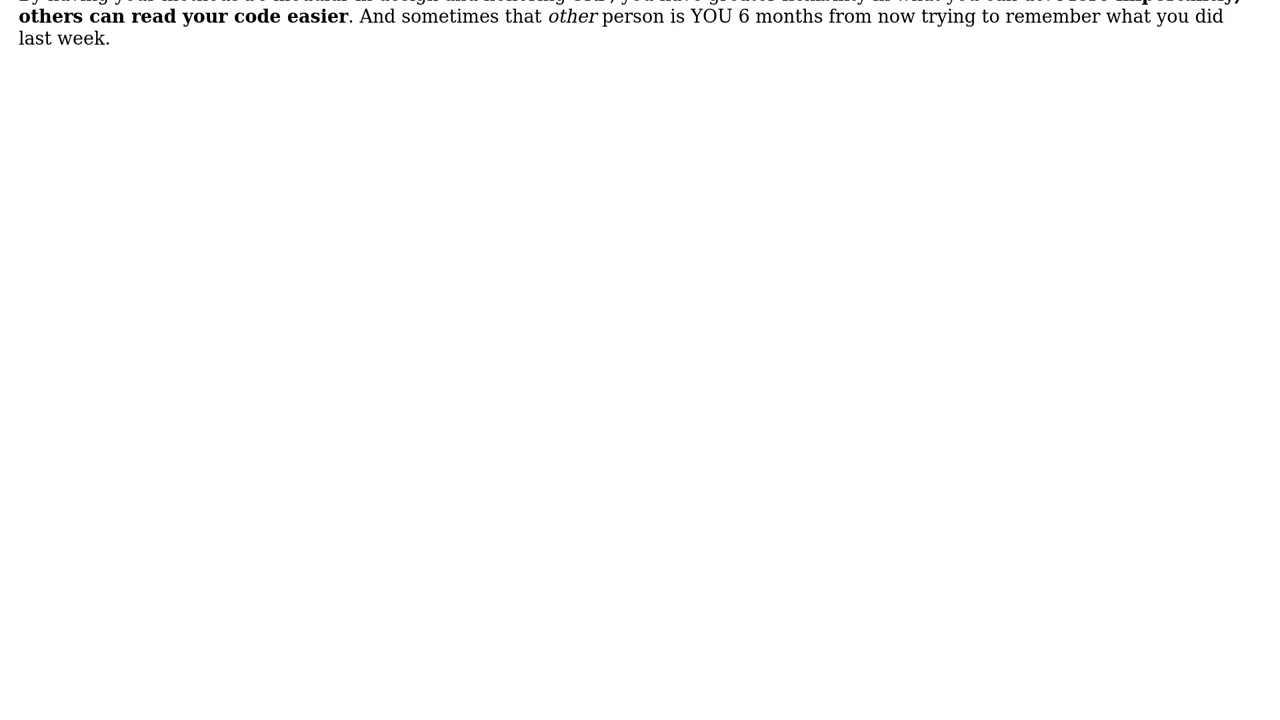 others can read your code easier. And sometimes that other person is YOU 6 months from now trying to remember what you did
last week.